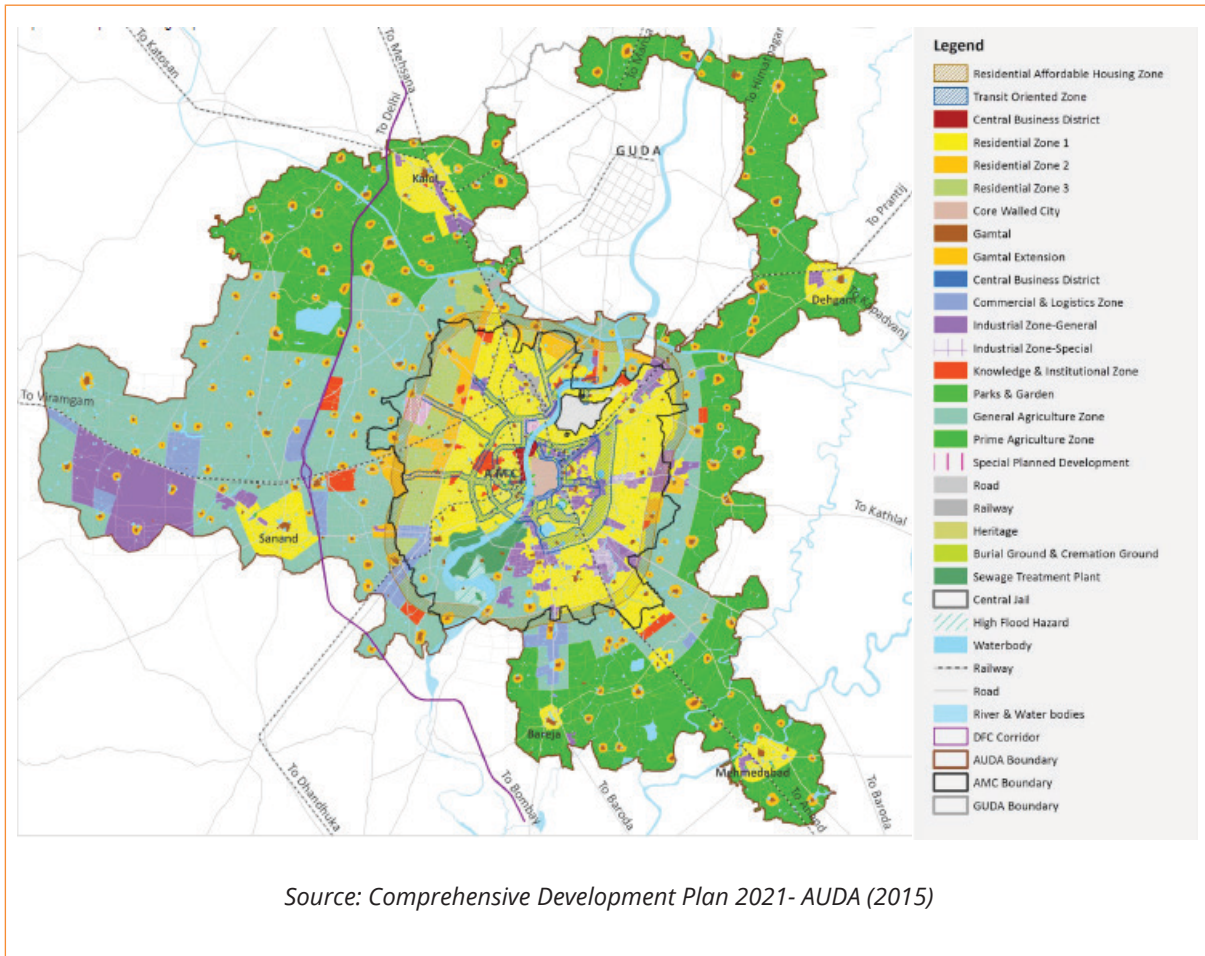 To Katosan
To Mehsana
To Delhi
To Mansa
To Himatnagar
GUDA
Kalol
To Prantij
Dehgam
To Kapadvanj
To Viramgam
AMC
Sanand
To Kathlal
Bareja
Mehmedabad
To Dhandhuka
To Bombay
To Baroda
To Anand
To Baroda
Legend
Residential Affordable Housing Zone
Transit Oriented Zone
Central Business District
Residential Zone 1
Residential Zone 2
Residential Zone 3
Core Walled City
Gamtal
Gamtal Extension
Central Business District
Commercial & Logistics Zone
Industrial Zone-General
Industrial Zone-Special
Knowledge & Institutional Zone
Parks & Garden
General Agriculture Zone
Prime Agriculture Zone
Special Planned Development
Road
Railway
Heritage
Burial Ground & Cremation Ground
Sewage Treatment Plant
Central Jail
High Flood Hazard
Waterbody
Railway
Road
River & Water bodies
DFC Corridor
AUDA Boundary
AMC Boundary
GUDA Boundary
Source: Comprehensive Development Plan 2021- AUDA (2015)